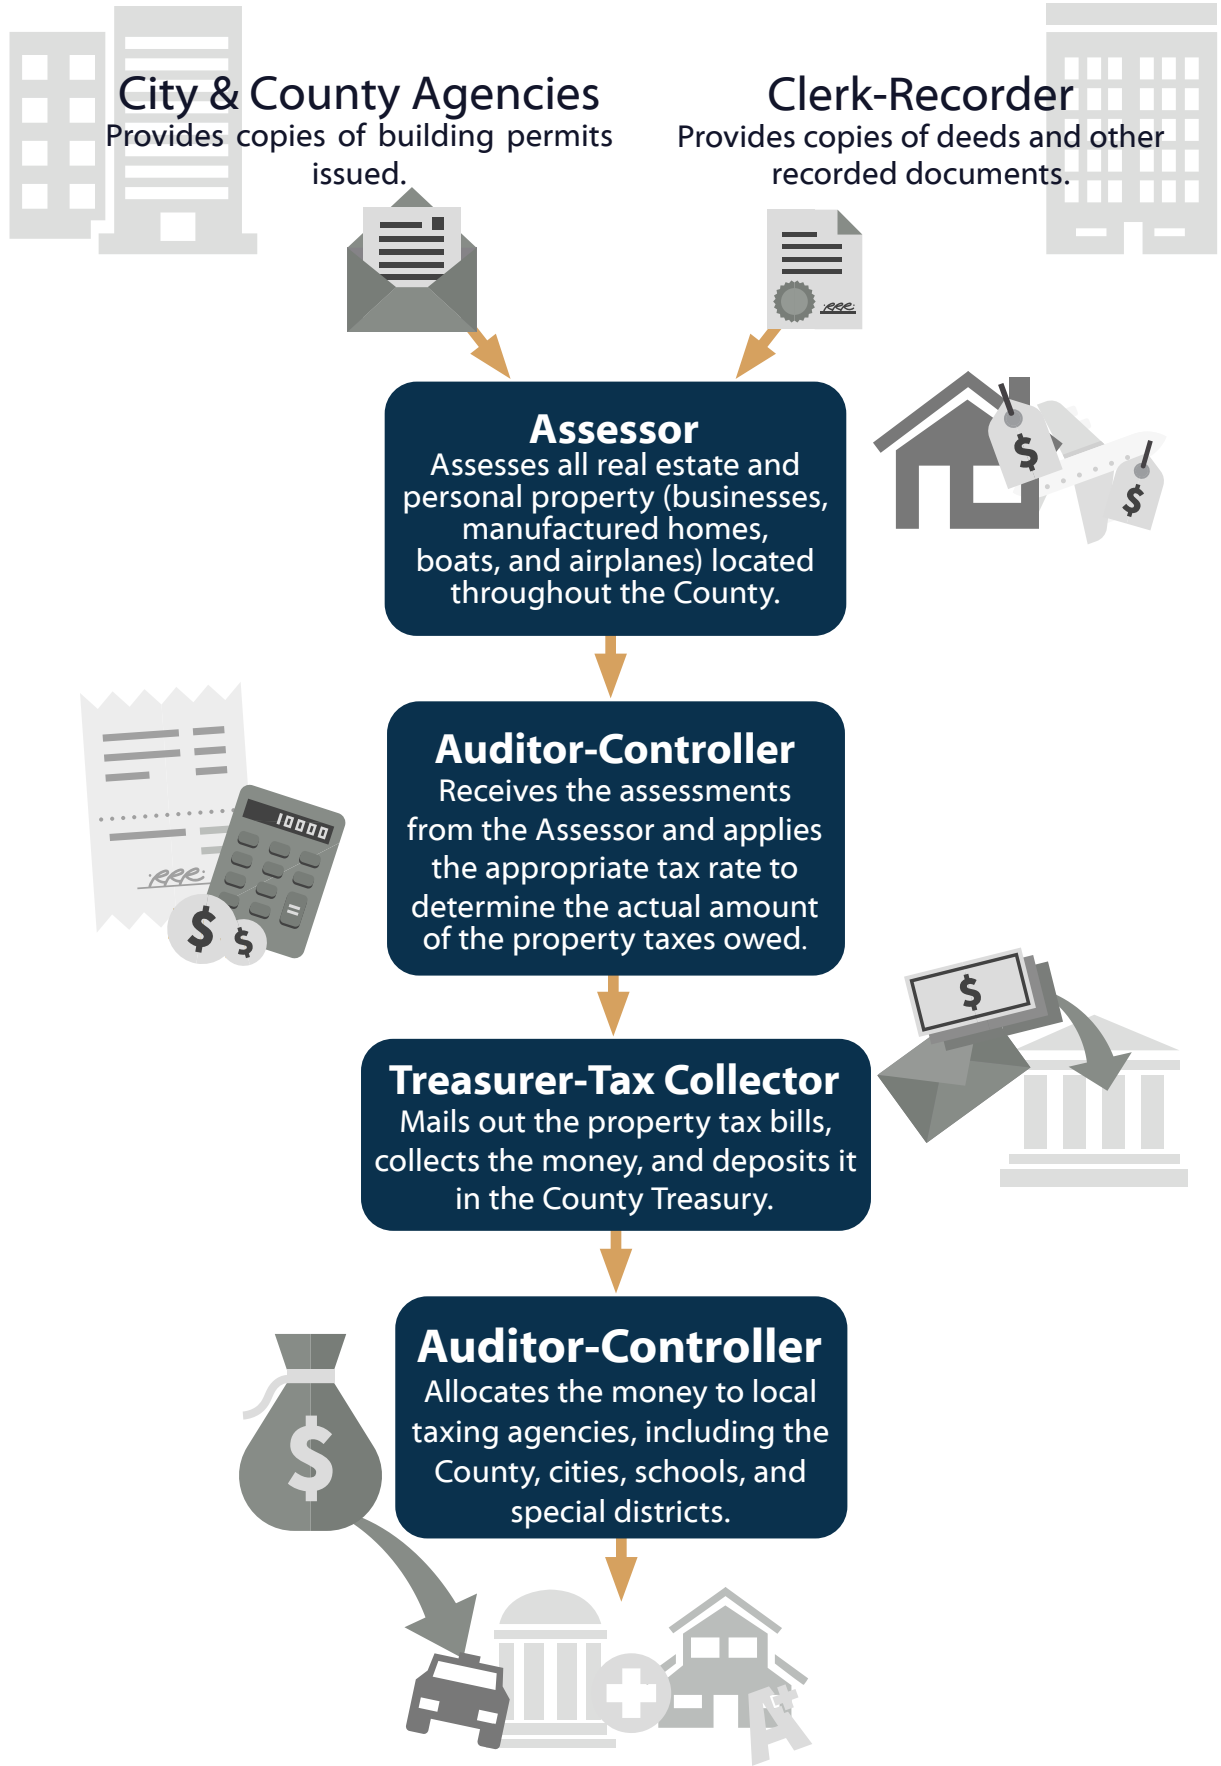 City & County Agencies
Provides copies of building permits
issued.
Clerk-Recorder
Provides copies of deeds and other
recorded documents.
Assessor
Assesses all real estate and
personal property (businesses,
manufactured homes,
boats, and airplanes) located
throughout the County.
$
$
Auditor-Controller
Receives the assessments
from the Assessor and applies
the appropriate tax rate to
determine the actual amount
of the property taxes owed.
10000
$
$
Treasurer-Tax Collector
Mails out the property tax bills,
collects the money, and deposits it
in the County Treasury.
$
Auditor-Controller
Allocates the money to local
taxing agencies, including the
County, cities, schools, and
special districts.
$
A+